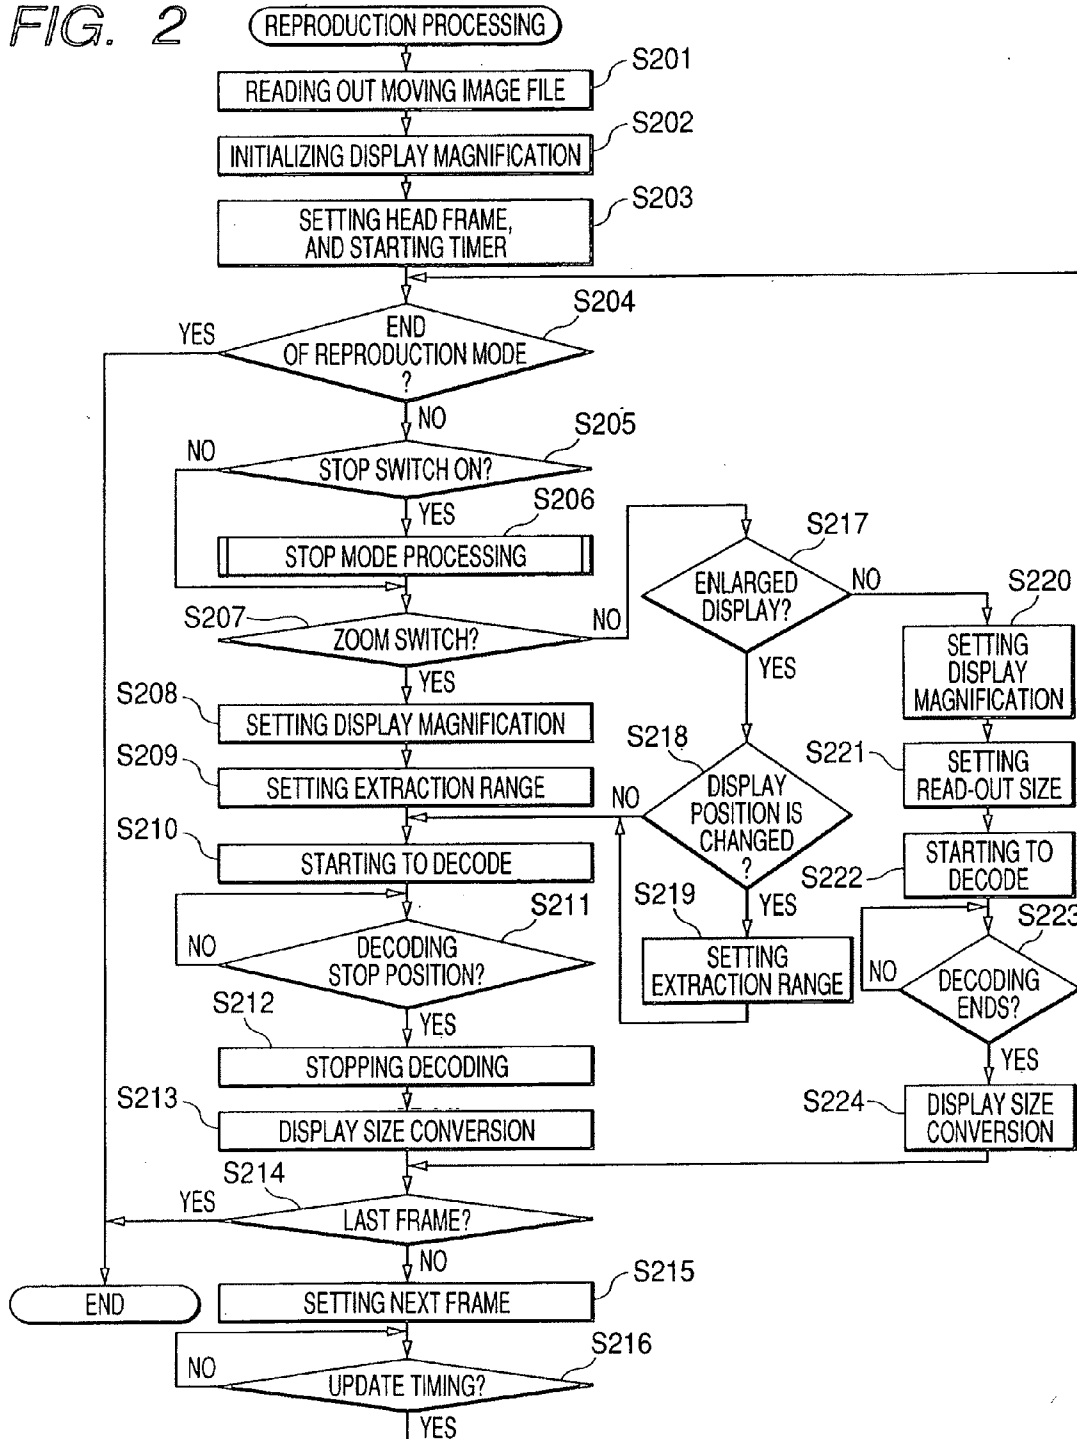 FIG. 2
REPRODUCTION PROCESSING
S201
READING OUT MOVING IMAGE FILE
S202
INITIALIZING DISPLAY MAGNIFICATION
S203
SETTING HEAD FRAME,
AND STARTING TIMER
S204
YES
END
OF REPRODUCTION MODE
?
NO
S205
NO
STOP SWITCH ON?
YES
S206
STOP MODE PROCESSING
S207
ZOOM SWITCH?
NO
YES
S208
SETTING DISPLAY MAGNIFICATION
S209
SETTING EXTRACTION RANGE
S210
STARTING TO DECODE
S211
NO
DECODING
STOP POSITION?
YES
S212
STOPPING DECODING
S213
DISPLAY SIZE CONVERSION
S214
YES
LAST FRAME?
NO
END
S215
SETTING NEXT FRAME
S216
NO
UPDATE TIMING?
YES
S217
ENLARGED
DISPLAY?
NO
YES
S218
NO
DISPLAY
POSITION IS
CHANGED
?
YES
S219
SETTING
EXTRACTION RANGE
S220
SETTING
DISPLAY
MAGNIFICATION
S221
SETTING
READ-OUT SIZE
S222
STARTING TO
DECODE
S223
NO
DECODING
ENDS?
YES
S224
DISPLAY SIZE
CONVERSION